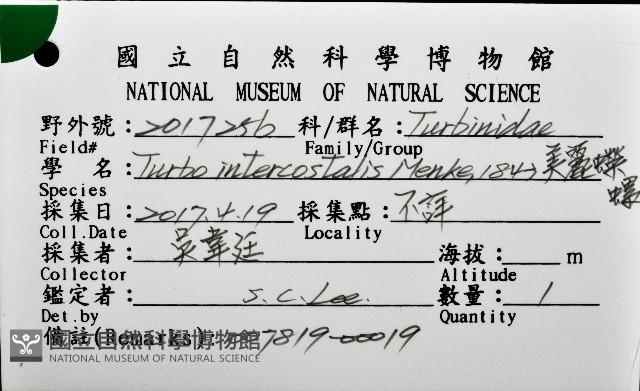 國立自然科學博物館
NATIONAL MUSEUM OF NATURAL SCIENCE
野外號：2017256 科/群名：Turbinidae
Field# Family/Group
學 名：Turbo intercostalis Menke, 1847 美麗蠑螺
Species
採集日：2017.4.19 採集點：不詳
Coll.Date Locality
採集者：吳韋廷 海拔： m
Collector Altitude
鑑定者：S.C.Lee. 數量：1
Det.by Quantity
備註(Remarks) 7819-00019
國立自然科學博物館
NATIONAL MUSEUM OF NATURAL SCIENCE